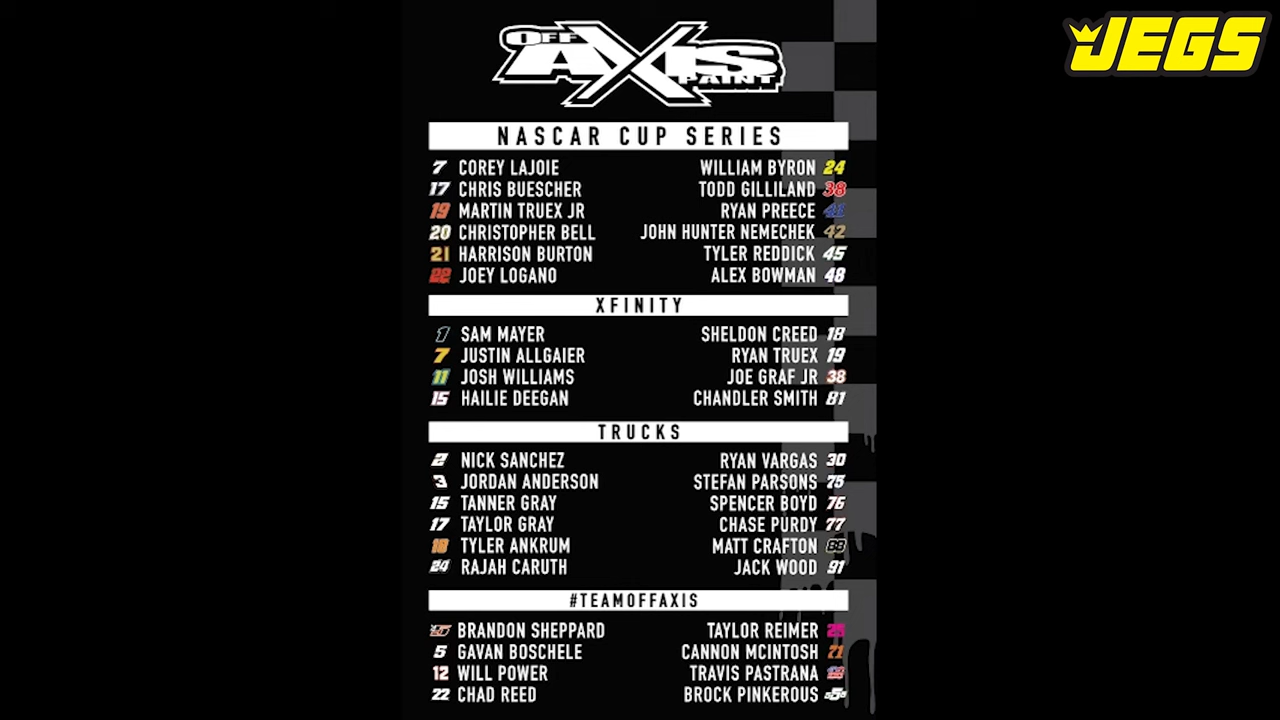 JEGS
OFF AXIS PAINT
NASCAR CUP SERIES
7 COREY LAJOIE WILLIAM BYRON 24
17 CHRIS BUESCHER TODD GILLILAND 38
19 MARTIN TRUEX JR RYAN PREECE 41
20 CHRISTOPHER BELL JOHN HUNTER NEMECHEK 42
21 HARRISON BURTON TYLER REDDICK 45
22 JOEY LOGANO ALEX BOWMAN 48
XFINITY
1 SAM MAYER SHELDON CREED 18
7 JUSTIN ALLGAIER RYAN TRUEX 19
11 JOSH WILLIAMS JOE GRAF JR 38
15 HAILIE DEEGAN CHANDLER SMITH 81
TRUCKS
2 NICK SANCHEZ RYAN VARGAS 30
3 JORDAN ANDERSON STEFAN PARSONS 75
15 TANNER GRAY SPENCER BOYD 76
17 TAYLOR GRAY CHASE PURDY 77
18 TYLER ANKRUM MATT CRAFTON 88
24 RAJAH CARUTH JACK WOOD 91
#TEAMOFFAXIS
BRANDON SHEPPARD TAYLOR REIMER
5 GAVAN BOSCHELE CANNON MCINTOSH 71
12 WILL POWER TRAVIS PASTRANA
22 CHAD REED BROCK PINKEROUS